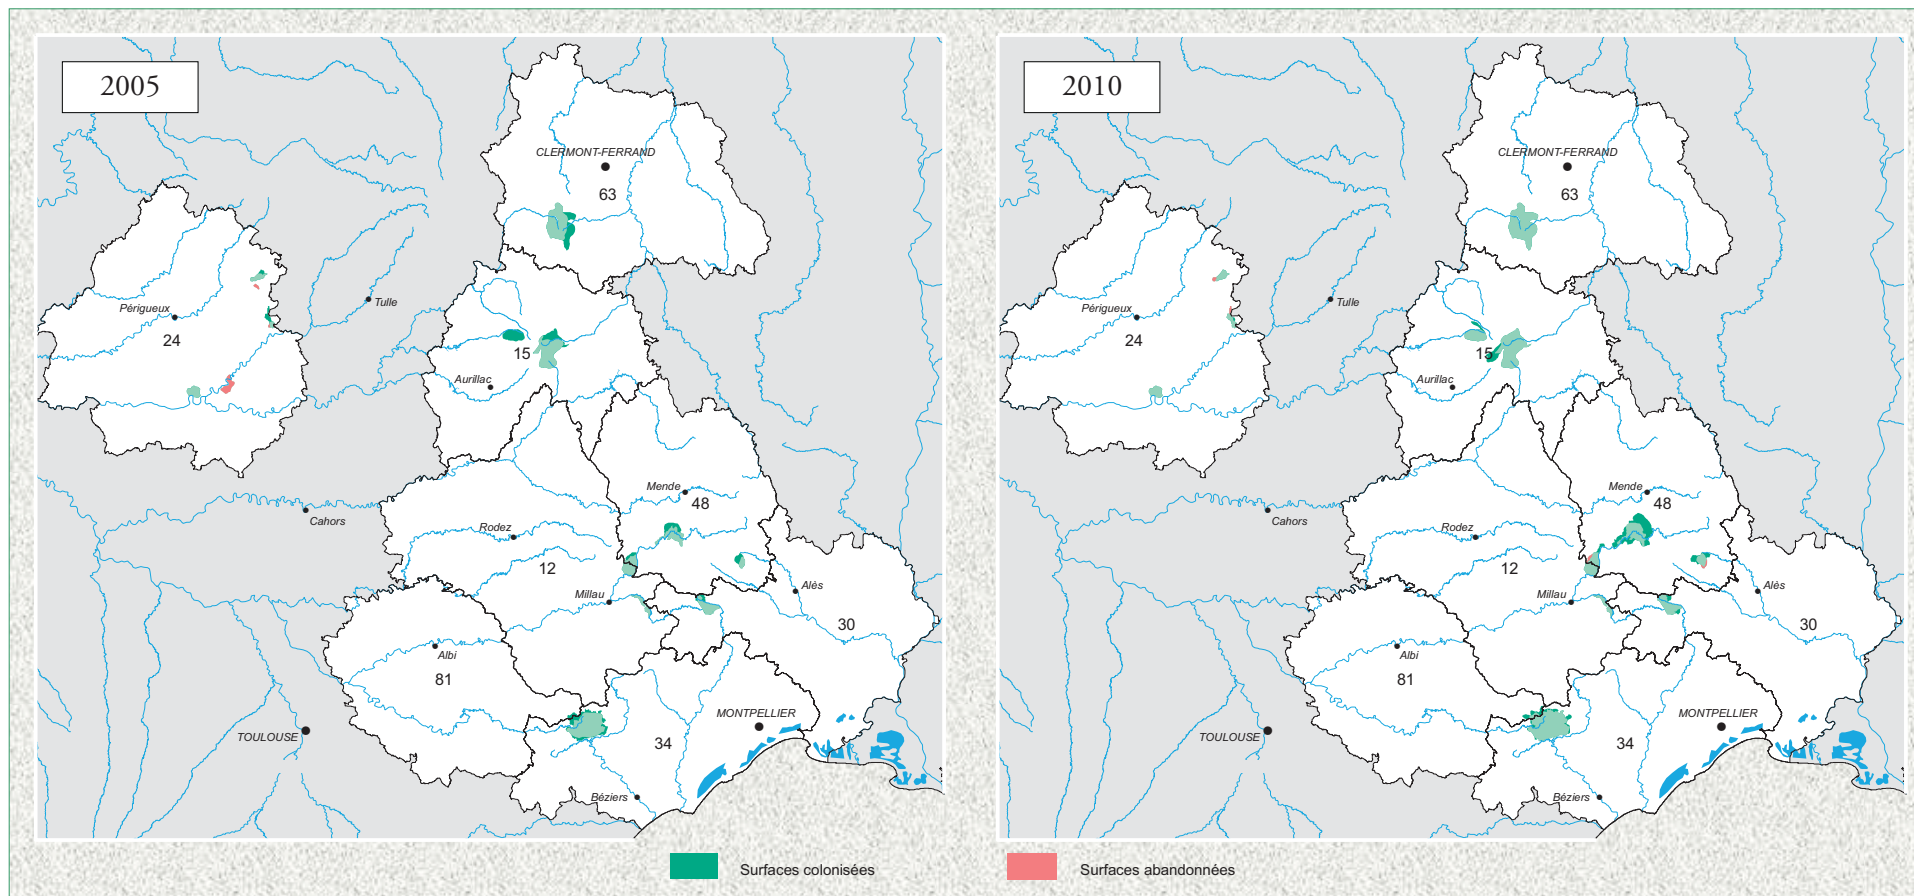 2005
CLERMONT-FERRAND
63
Périgueux
24
Tulle
15
Aurillac
Mende
48
Cahors
Rodez
12
Millau
Alès
30
Albi
81
MONTPELLIER
TOULOUSE
34
Béziers
2010
CLERMONT-FERRAND
63
Périgueux
24
Tulle
15
Aurillac
Mende
48
Cahors
Rodez
12
Millau
Alès
30
Albi
81
MONTPELLIER
TOULOUSE
34
Béziers
Surfaces colonisées
Surfaces abandonnées